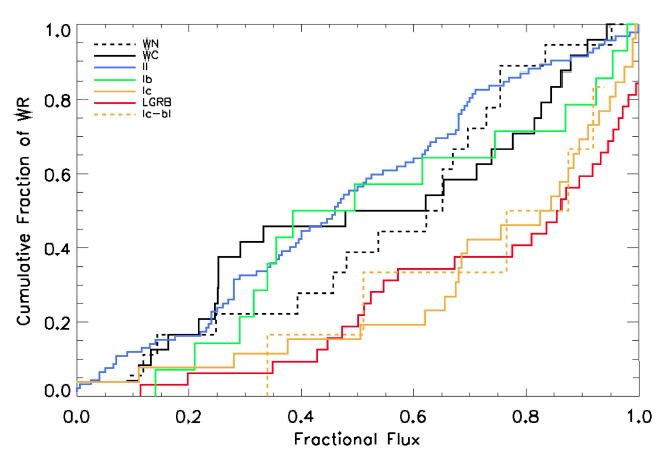 1.0
WN
WC
II
Ib
Ic
LGRB
Ic-bl
0.8
0.6
0.4
0.2
0.0
Cumulative Fraction of WR
0.0 0.2 0.4 0.6 0.8 1.0
Fractional Flux